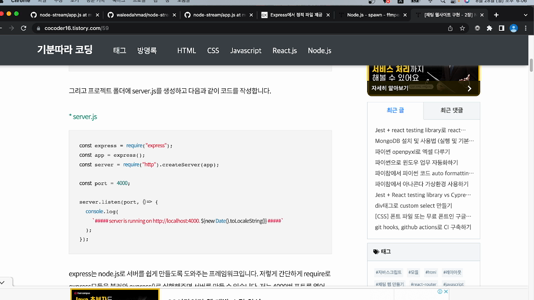 node-stream/app.js at m
waleedahmad/node-str
node-stream/app.js at m
Express에서 정적 파일 제공
Node.js - spawn - ffmpe
[채팅 웹사이트 구현 - 2장]
cocoder16.tistory.com/58
기분따라 코딩
태그
방명록
HTML
CSS
Javascript
React.js
Node.js
그리고 프로젝트 폴더에 server.js를 생성하고 다음과 같이 코드를 작성합니다.
* server.js
const express = require("express");
const app = express();
const server = require("http").createServer(app);
const port = 4000;
server.listen(port, () => {
console.log(
`##### server is running on http://localhost:4000. ${new Date().toLocaleString()} #####`
);
});
express는 node.js로 서버를 쉽게 만들도록 도와주는 프레임워크입니다. 저렇게 간단하게 require로
서비스 처리까지
해볼 수 있어요
자세히 알아보기
최근 글
최근 댓글
Jest + react testing library로 react…
MongoDB 설치 및 사용법 (실행 및 기본…
파이썬 openpyxl로 엑셀 다루기
파이썬으로 윈도우 업무 자동화하기
파이참에서 파이썬 코드 auto formattin…
파이참에서 아나콘다 가상환경 사용하기
Jest + React Testing library vs Cypre…
div태그로 custom select 만들기
[CSS] 폰트 파일 또는 무료 폰트인 구글…
git hooks, github actions로 CI 구축하기
태그
#자바스크립트
#돔
#html
#레이아웃
#채팅 웹 만들기
#react-router
#javascript